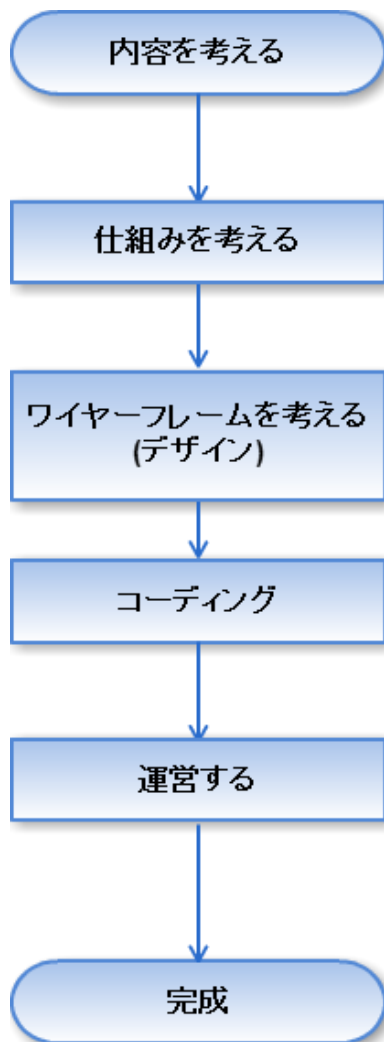 内容を考える
仕組みを考える
ワイヤーフレームを考える
(デザイン)
コーディング
運営する
完成